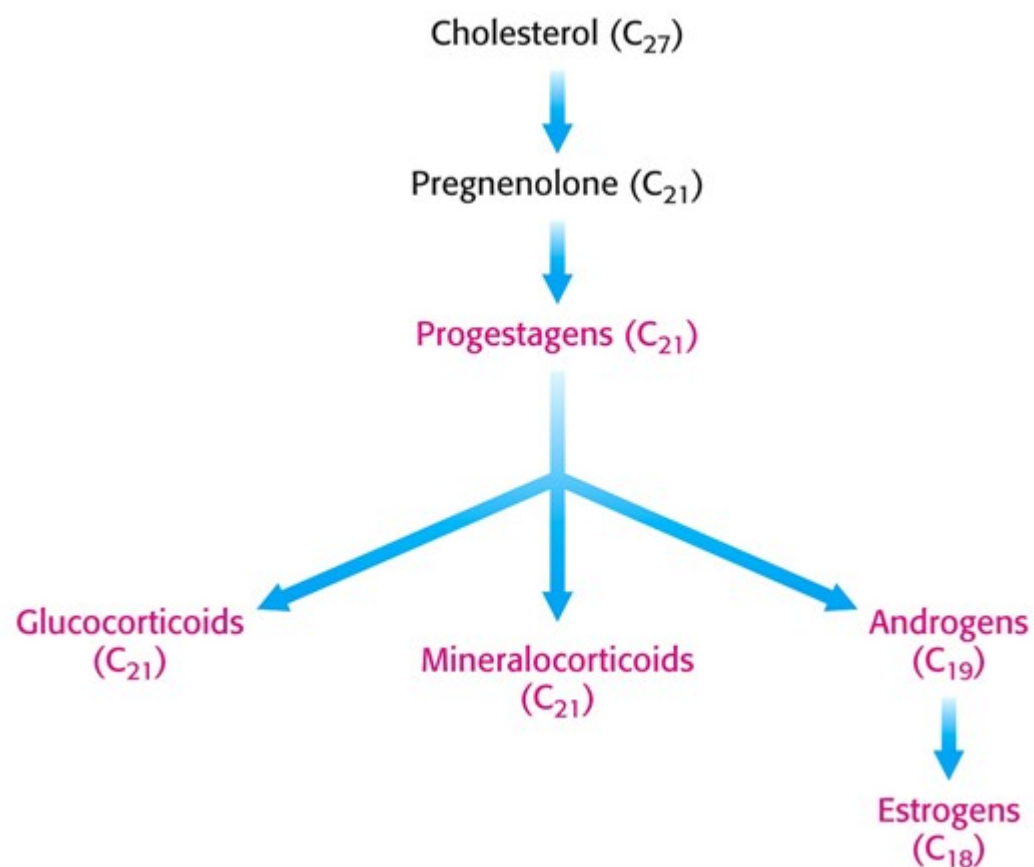 Cholesterol (C₂₇)
Pregnenolone (C₂₁)
Progestagens (C₂₁)
Glucocorticoids
(C₂₁)
Mineralocorticoids
(C₂₁)
Androgens
(C₁₉)
Estrogens
(C₁₈)